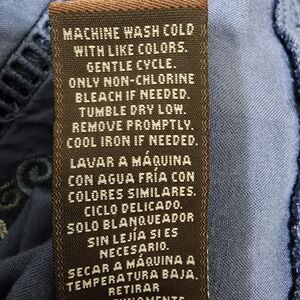 MACHINE WASH COLD
WITH LIKE COLORS.
GENTLE CYCLE.
ONLY NON-CHLORINE
BLEACH IF NEEDED.
TUMBLE DRY LOW.
REMOVE PROMPTLY.
COOL IRON IF NEEDED.
LAVAR A MÁQUINA
CON AGUA FRÍA CON
COLORES SIMILARES.
CICLO DELICADO.
SOLO BLANQUEADOR
SIN LEJÍA SI ES
NECESARIO.
SECAR A MÁQUINA A
TEMPERATURA BAJA.
RETIRAR